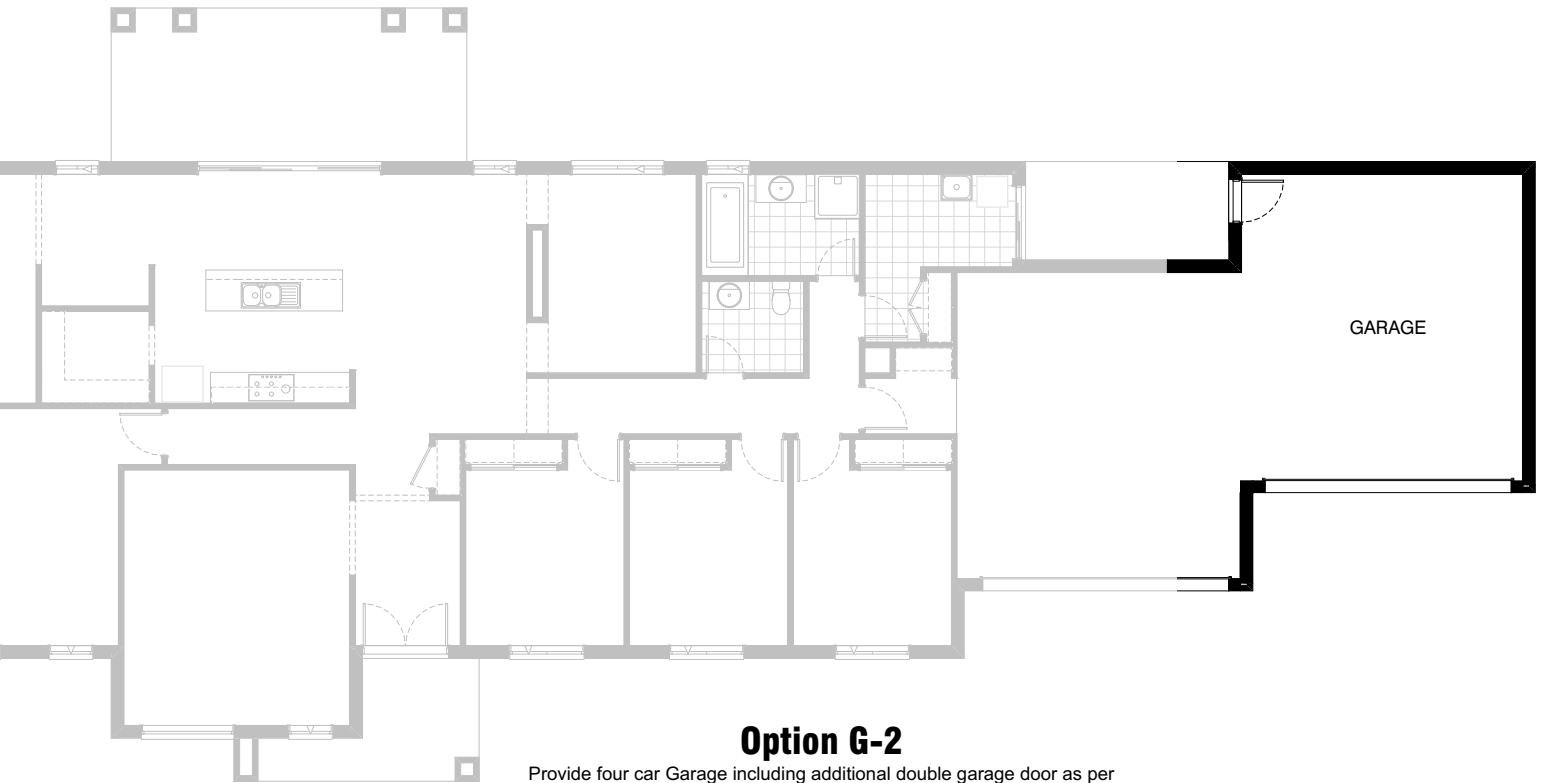 GARAGE
Option G-2
Provide four car Garage including additional double garage door as per